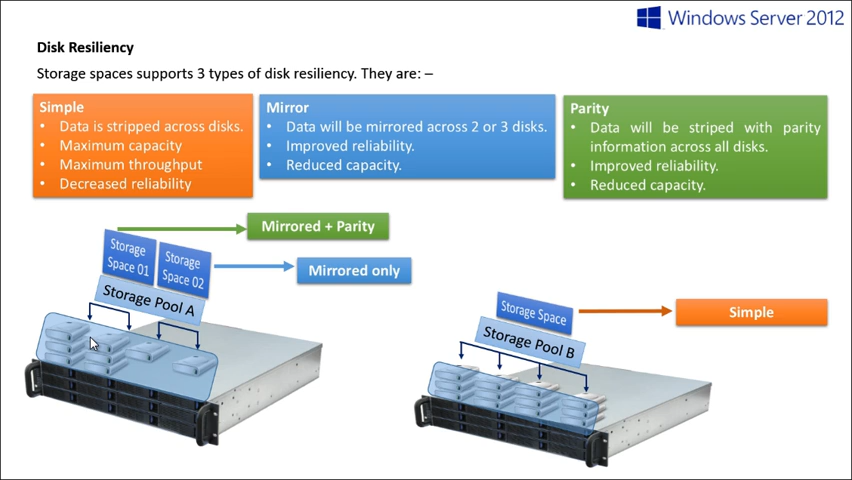 Windows Server 2012
Disk Resiliency
Storage spaces supports 3 types of disk resiliency. They are: –
Simple
• Data is stripped across disks.
• Maximum capacity
• Maximum throughput
• Decreased reliability
Mirror
• Data will be mirrored across 2 or 3 disks.
• Improved reliability.
• Reduced capacity.
Parity
• Data will be striped with parity
information across all disks.
• Improved reliability.
• Reduced capacity.
Mirrored + Parity
Storage
Space 01
Storage
Space 02
Mirrored only
Storage Pool A
Storage Space
Simple
Storage Pool B